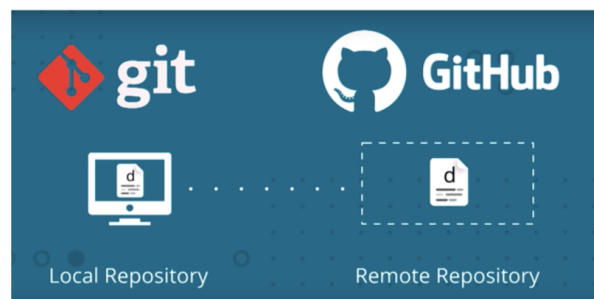 git
GitHub
d
d
Local Repository
Remote Repository